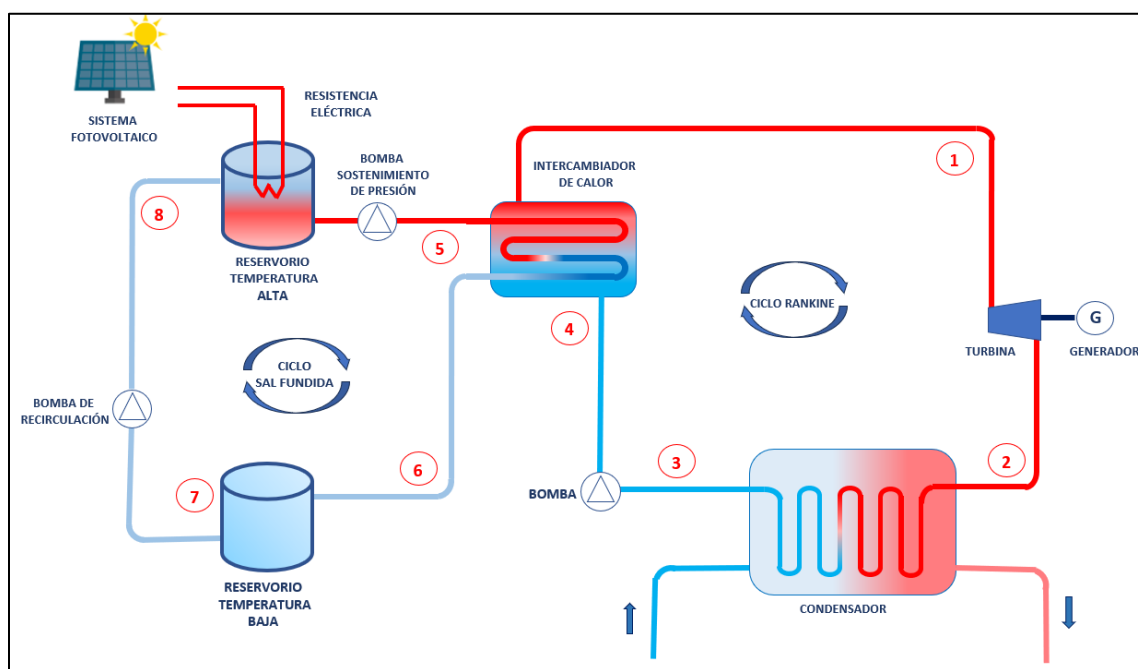 SISTEMA
FOTOVOLTAICO
RESISTENCIA
ELÉCTRICA
BOMBA
SOSTENIMIENTO
DE PRESIÓN
INTERCAMBIADOR
DE CALOR
1
8
5
RESERVORIO
TEMPERATURA
ALTA
4
CICLO RANKINE
G
TURBINA
GENERADOR
CICLO
SAL FUNDIDA
BOMBA DE
RECIRCULACIÓN
6
7
3
2
BOMBA
RESERVORIO
TEMPERATURA
BAJA
CONDENSADOR